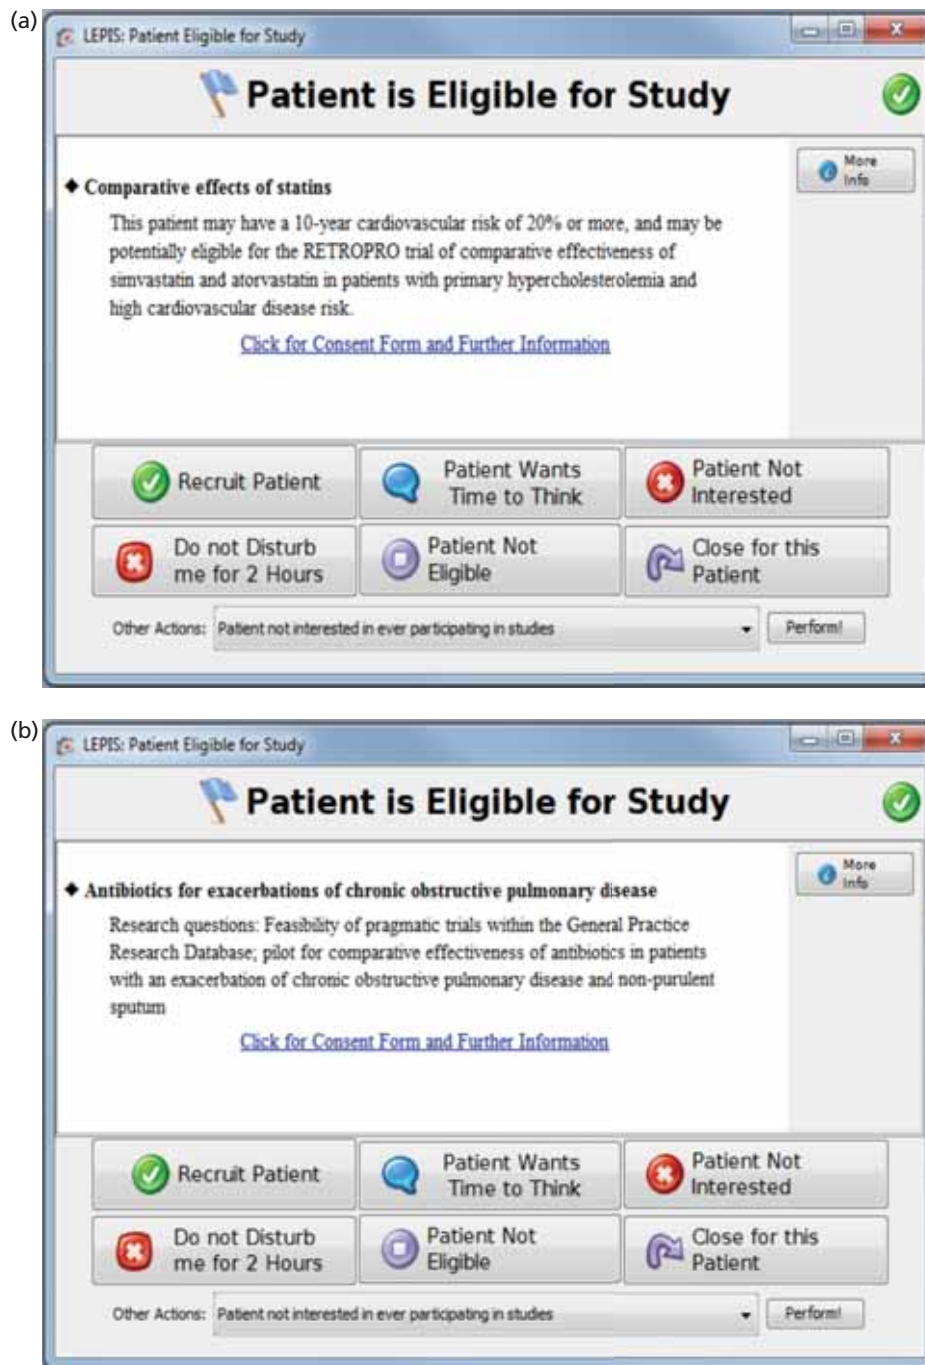 (a)
LEPIS: Patient Eligible for Study
Patient is Eligible for Study
More
Info
◆ Comparative effects of statins
This patient may have a 10-year cardiovascular risk of 20% or more, and may be
potentially eligible for the RETROPRO trial of comparative effectiveness of
simvastatin and atorvastatin in patients with primary hypercholesterolemia and
high cardiovascular disease risk.
Click for Consent Form and Further Information
Recruit Patient
Patient Wants
Time to Think
Patient Not
Interested
Do not Disturb
me for 2 Hours
Patient Not
Eligible
Close for this
Patient
Other Actions: Patient not interested in ever participating in studies Perform!
(b)
LEPIS: Patient Eligible for Study
Patient is Eligible for Study
More
Info
◆ Antibiotics for exacerbations of chronic obstructive pulmonary disease
Research questions: Feasibility of pragmatic trials within the General Practice
Research Database; pilot for comparative effectiveness of antibiotics in patients
with an exacerbation of chronic obstructive pulmonary disease and non-purulent
sputum
Click for Consent Form and Further Information
Recruit Patient
Patient Wants
Time to Think
Patient Not
Interested
Do not Disturb
me for 2 Hours
Patient Not
Eligible
Close for this
Patient
Other Actions: Patient not interested in ever participating in studies Perform!